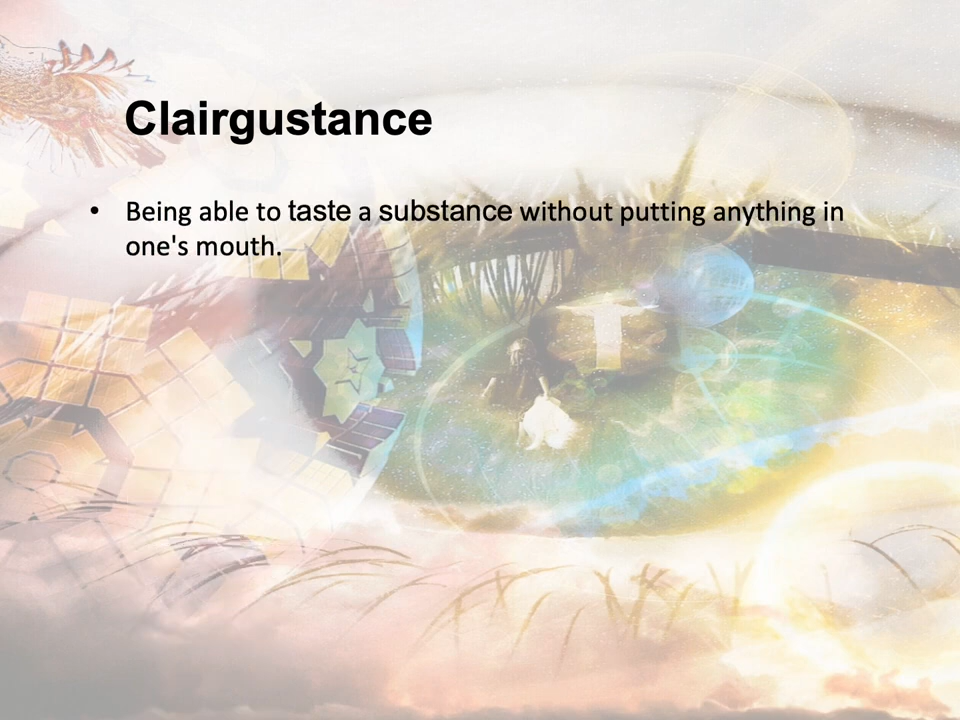 Clairgustance
• Being able to taste a substance without putting anything in
one's mouth.